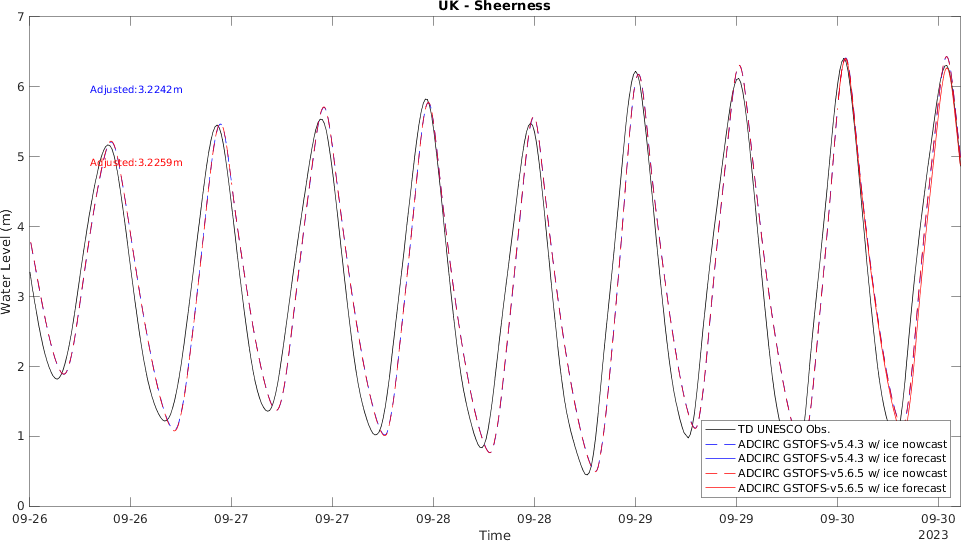 UK - Sheerness
7
6
5
4
3
2
1
0
Water Level (m)
Adjusted:3.2242m
Adjusted:3.2259m
TD UNESCO Obs.
ADCIRC GSTOFS-v5.4.3 w/ ice nowcast
ADCIRC GSTOFS-v5.4.3 w/ ice forecast
ADCIRC GSTOFS-v5.6.5 w/ ice nowcast
ADCIRC GSTOFS-v5.6.5 w/ ice forecast
09-26 09-26 09-27 09-27 09-28 09-28 09-29 09-29 09-30 09-30
2023
Time